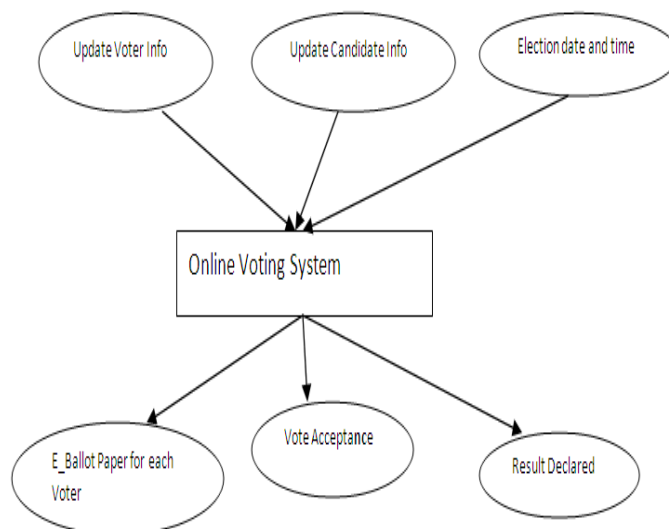 Update Voter Info
Update Candidate Info
Election date and time
Online Voting System
E_Ballot Paper for each
Voter
Vote Acceptance
Result Declared